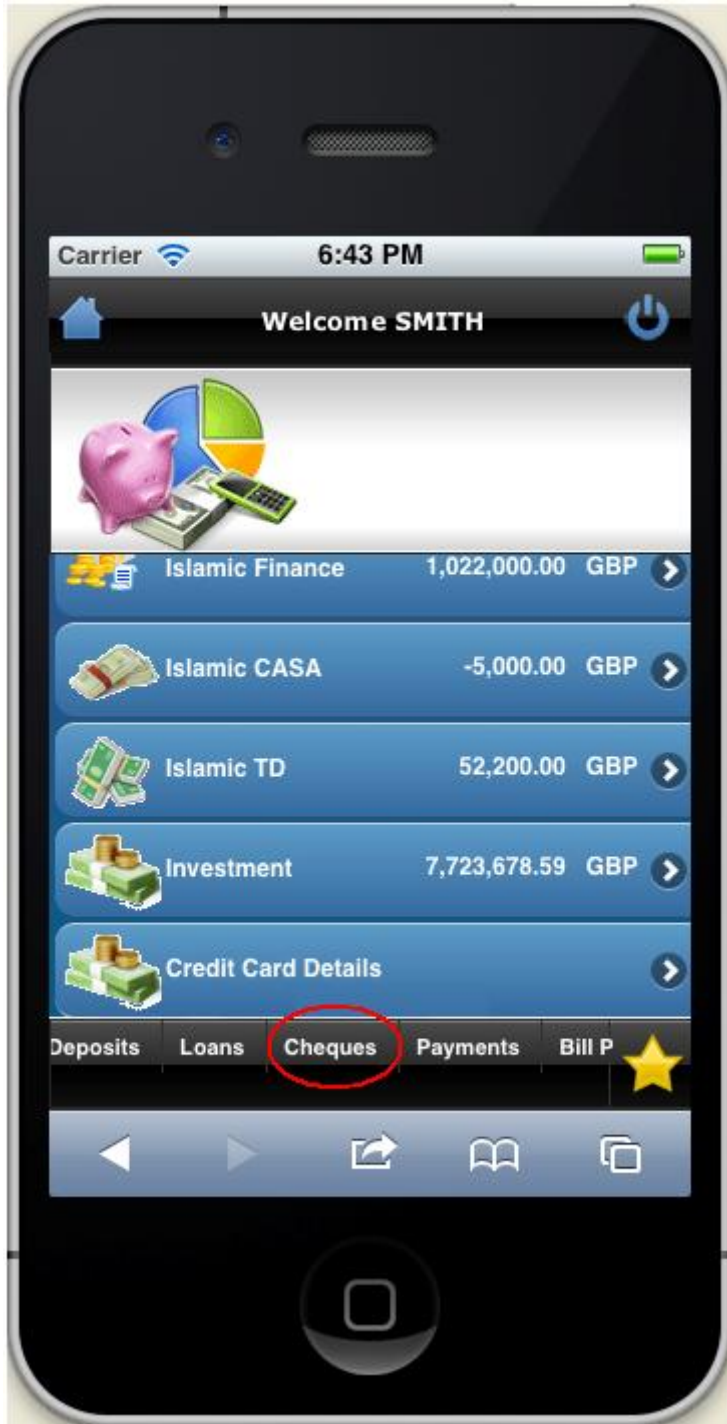 Carrier 6:43 PM
Welcome SMITH
Islamic Finance 1,022,000.00 GBP
Islamic CASA -5,000.00 GBP
Islamic TD 52,200.00 GBP
Investment 7,723,678.59 GBP
Credit Card Details
Deposits Loans Cheques Payments Bill P